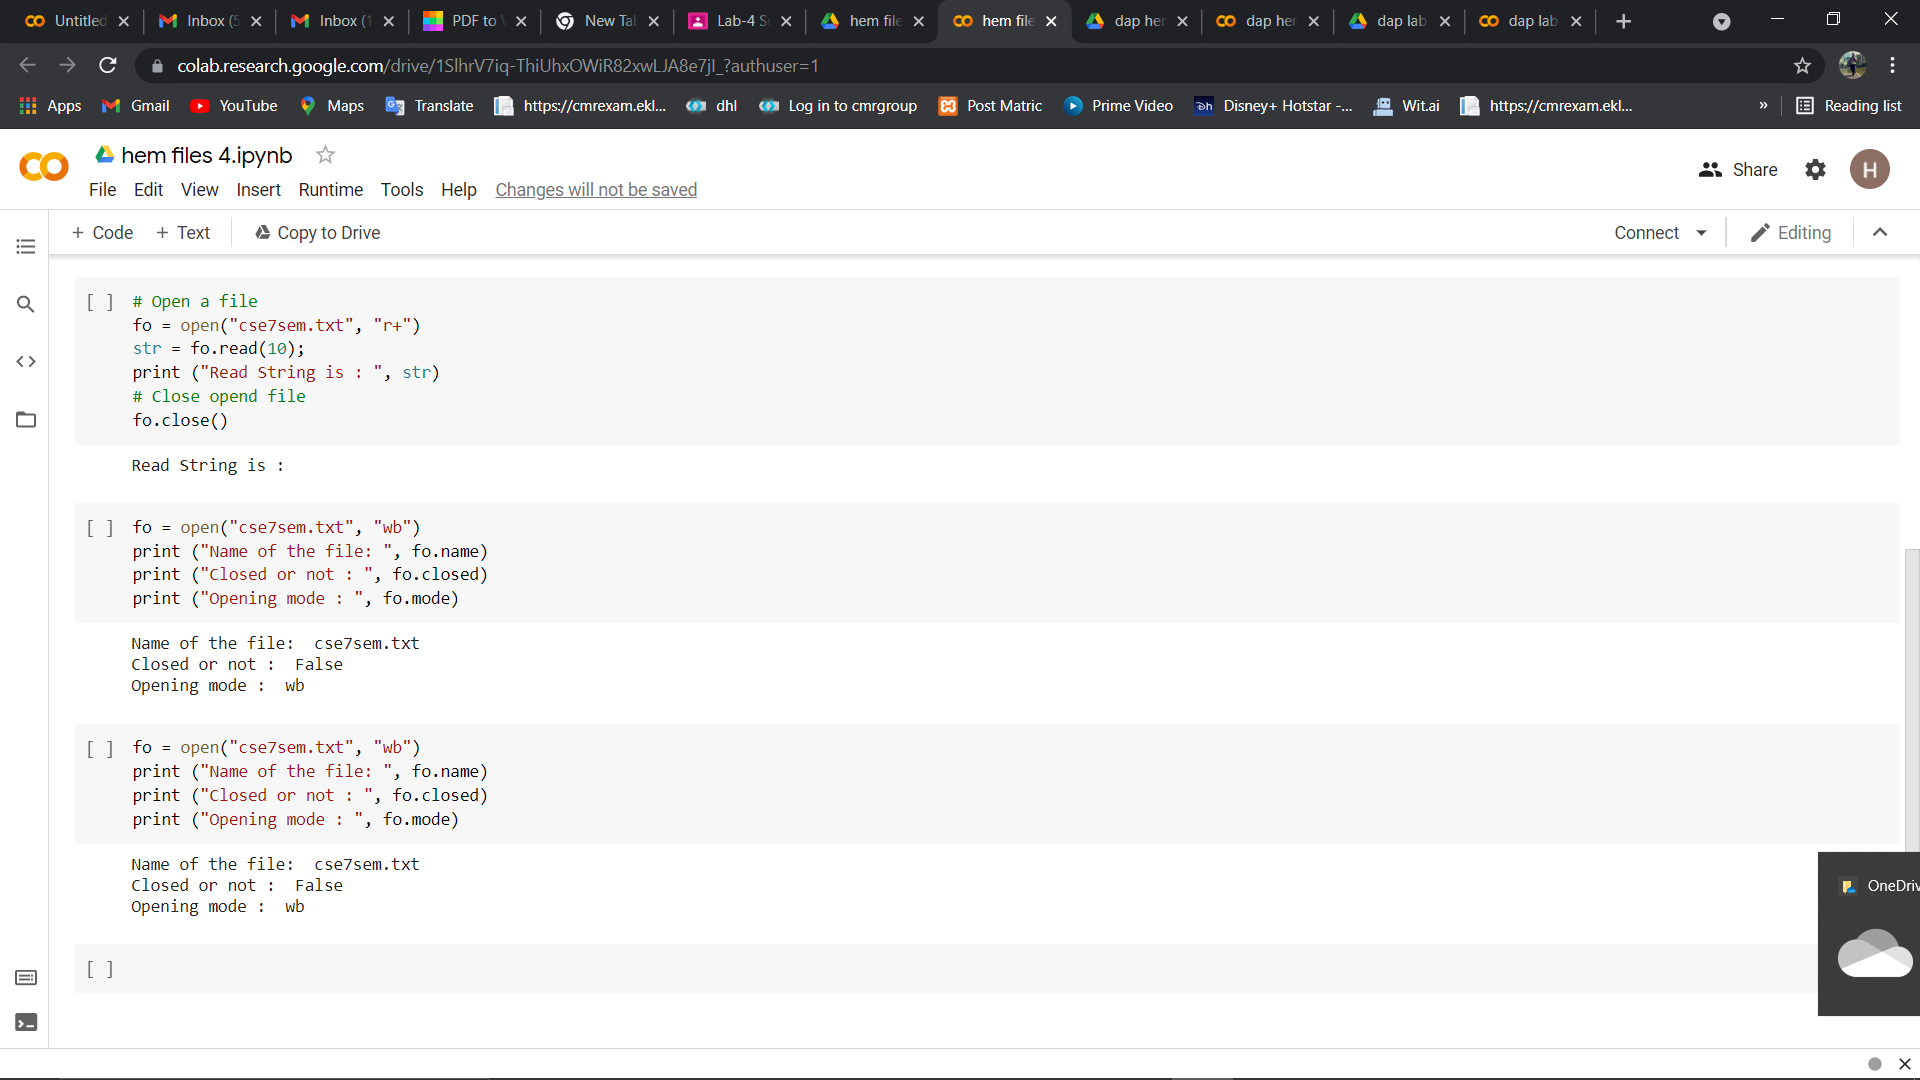 Untitled
Inbox (5
Inbox (1
PDF to
New Tab
Lab-4 S
hem file
hem file
dap her
dap her
dap lab
dap lab
colab.research.google.com/drive/1SlhrV7iq-ThiUhxOWiR82xwLJA8e7jI_?authuser=1
Apps
Gmail
YouTube
Maps
Translate
https://cmrexam.ekl...
dhl
Log in to cmrgroup
Post Matric
Prime Video
Disney+ Hotstar -...
Wit.ai
https://cmrexam.ekl...
»
Reading list
hem files 4.ipynb
File Edit View Insert Runtime Tools Help Changes will not be saved
Share
H
+ Code + Text Copy to Drive
Connect
Editing
[ ] # Open a file
fo = open("cse7sem.txt", "r+")
str = fo.read(10);
print ("Read String is : ", str)
# Close opend file
fo.close()
Read String is :
[ ] fo = open("cse7sem.txt", "wb")
print ("Name of the file: ", fo.name)
print ("Closed or not : ", fo.closed)
print ("Opening mode : ", fo.mode)
Name of the file:  cse7sem.txt
Closed or not :  False
Opening mode :  wb
[ ] fo = open("cse7sem.txt", "wb")
print ("Name of the file: ", fo.name)
print ("Closed or not : ", fo.closed)
print ("Opening mode : ", fo.mode)
Name of the file:  cse7sem.txt
Closed or not :  False
Opening mode :  wb
OneDriv
[ ]